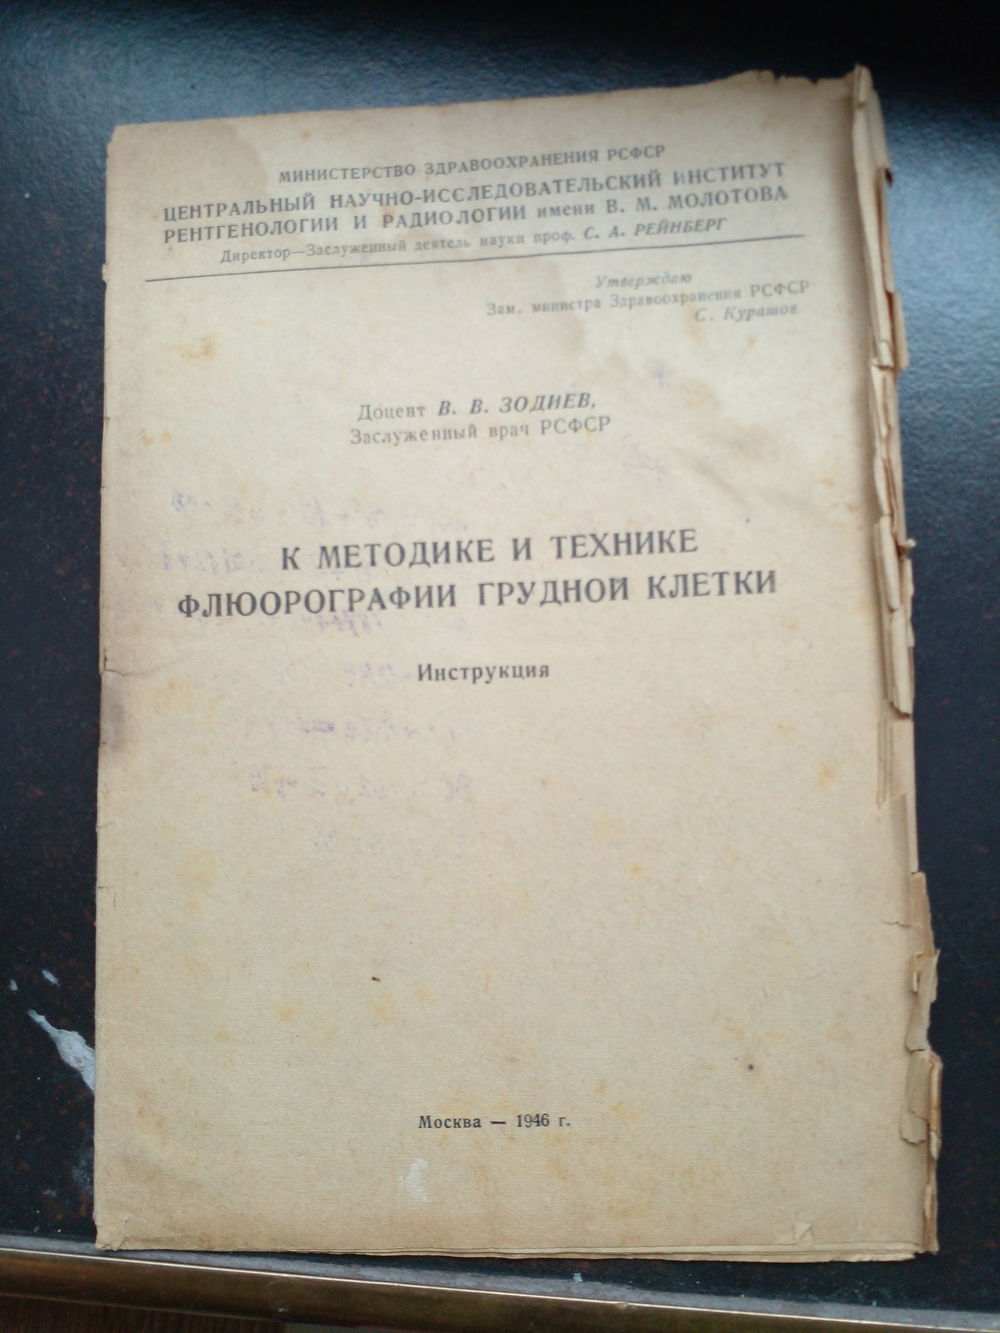 МИНИСТЕРСТВО ЗДРАВООХРАНЕНИЯ РСФСР
ЦЕНТРАЛЬНЫЙ НАУЧНО-ИССЛЕДОВАТЕЛЬСКИЙ ИНСТИТУТ
РЕНТГЕНОЛОГИИ И РАДИОЛОГИИ имени В. М. МОЛОТОВА
Директор—Заслуженный деятель науки проф. С. А. РЕЙНБЕРГ
Утверждаю
Зам. министра Здравоохранения РСФСР
С. Курашов
Доцент В. В. ЗОДИЕВ,
Заслуженный врач РСФСР
К МЕТОДИКЕ И ТЕХНИКЕ
ФЛЮОРОГРАФИИ ГРУДНОЙ КЛЕТКИ
Инструкция
Москва — 1946 г.